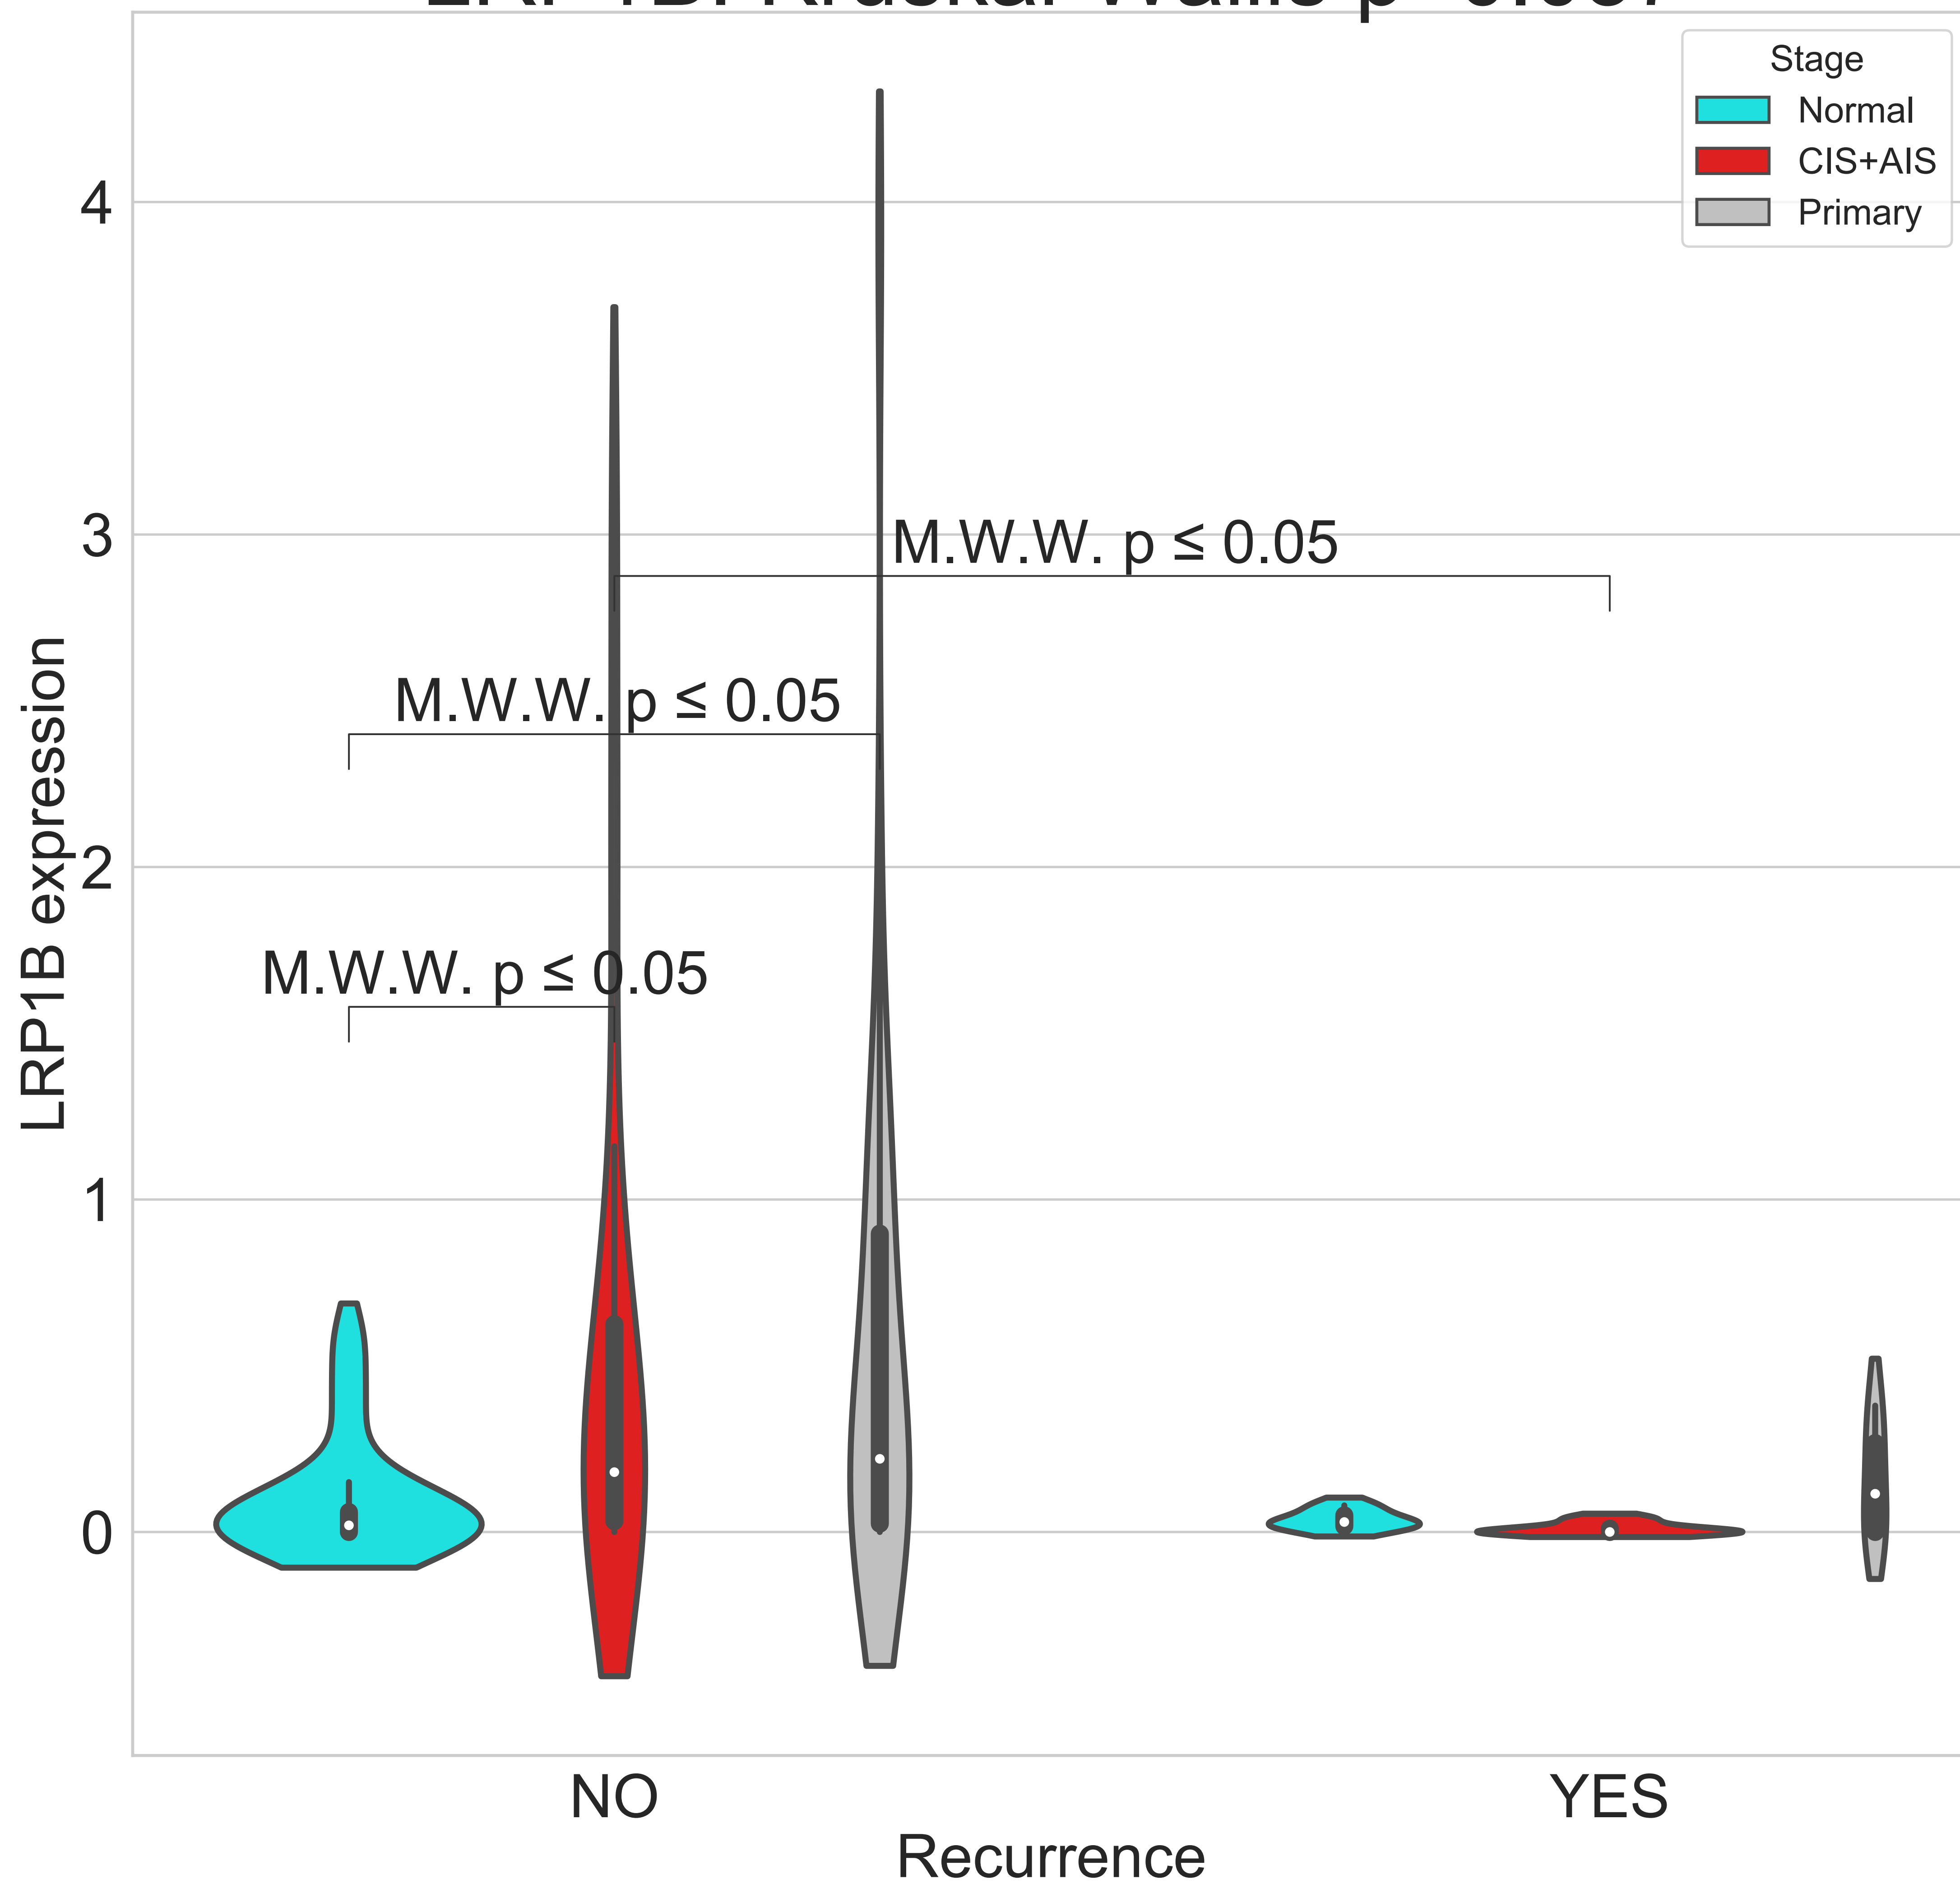 Stage
Normal
CIS+AIS
Primary
4
3
2
1
0
LRP1B expression
M.W.W. p ≤ 0.05
M.W.W. p ≤ 0.05
M.W.W. p ≤ 0.05
NO
YES
Recurrence